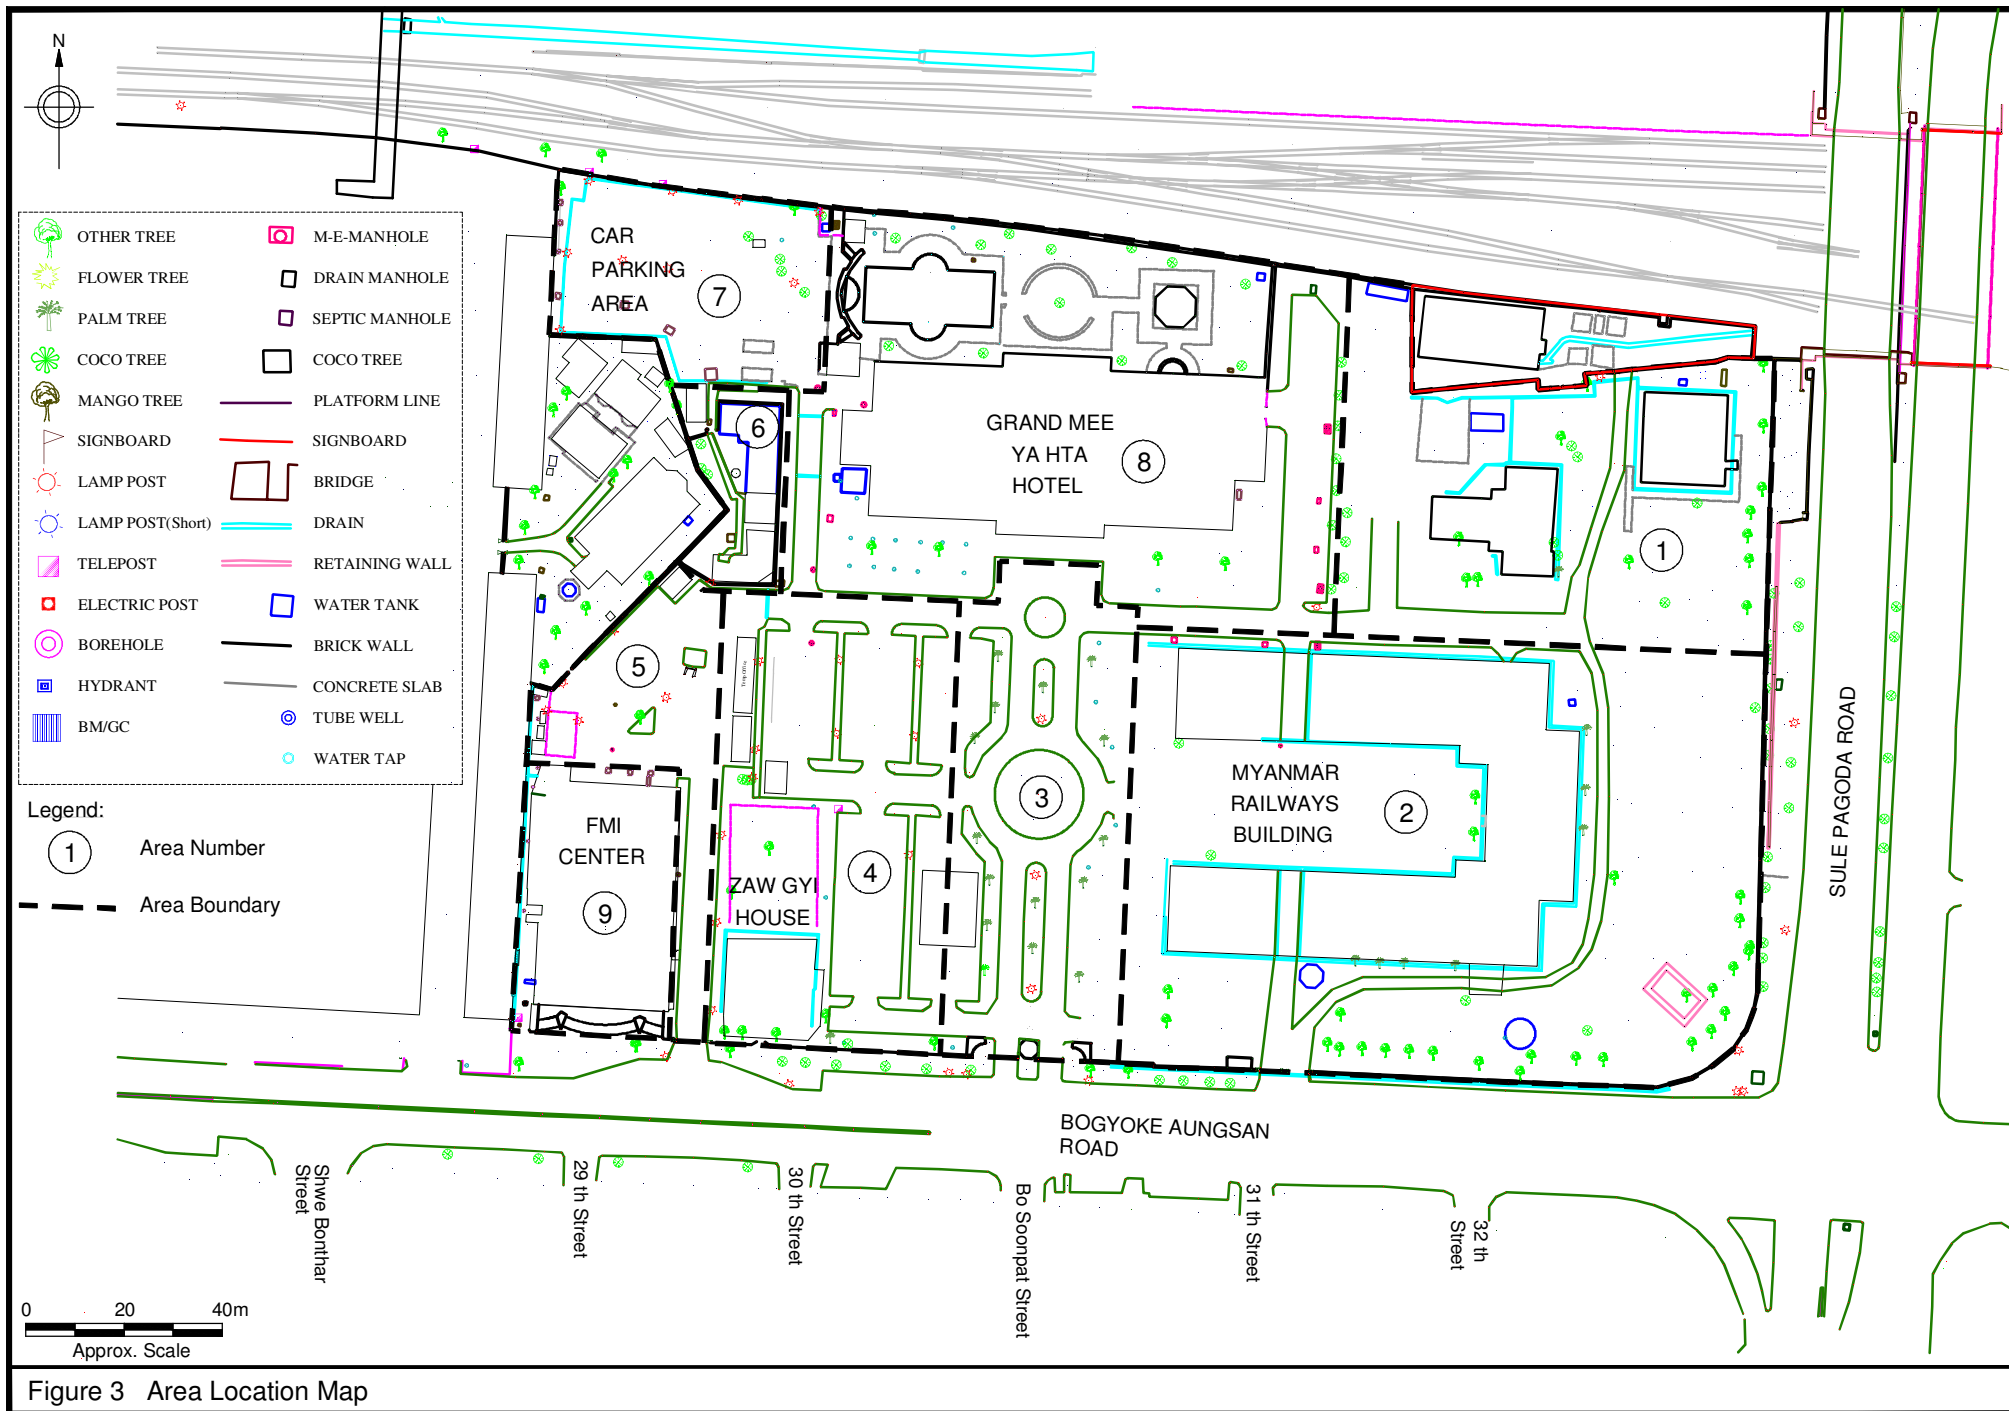 N
OTHER TREE
M-E-MANHOLE
FLOWER TREE
DRAIN MANHOLE
PALM TREE
SEPTIC MANHOLE
COCO TREE
COCO TREE
MANGO TREE
PLATFORM LINE
SIGNBOARD
SIGNBOARD
LAMP POST
BRIDGE
LAMP POST(Short)
DRAIN
TELEPOST
RETAINING WALL
ELECTRIC POST
WATER TANK
BOREHOLE
BRICK WALL
HYDRANT
CONCRETE SLAB
BM/GC
TUBE WELL
WATER TAP
Legend:
1
Area Number
Area Boundary
CAR
PARKING
AREA
7
6
GRAND MEE
YA HTA
HOTEL
8
1
5
MYANMAR
RAILWAYS
BUILDING
2
3
4
FMI
CENTER
9
ZAW GYI
HOUSE
SULE PAGODA ROAD
BOGYOKE AUNGSAN
ROAD
Shwe Bonthar
Street
29 th Street
30 th Street
Bo Soonpat Street
31 th Street
32 th
Street
0 20 40m
Approx. Scale
Figure 3 Area Location Map